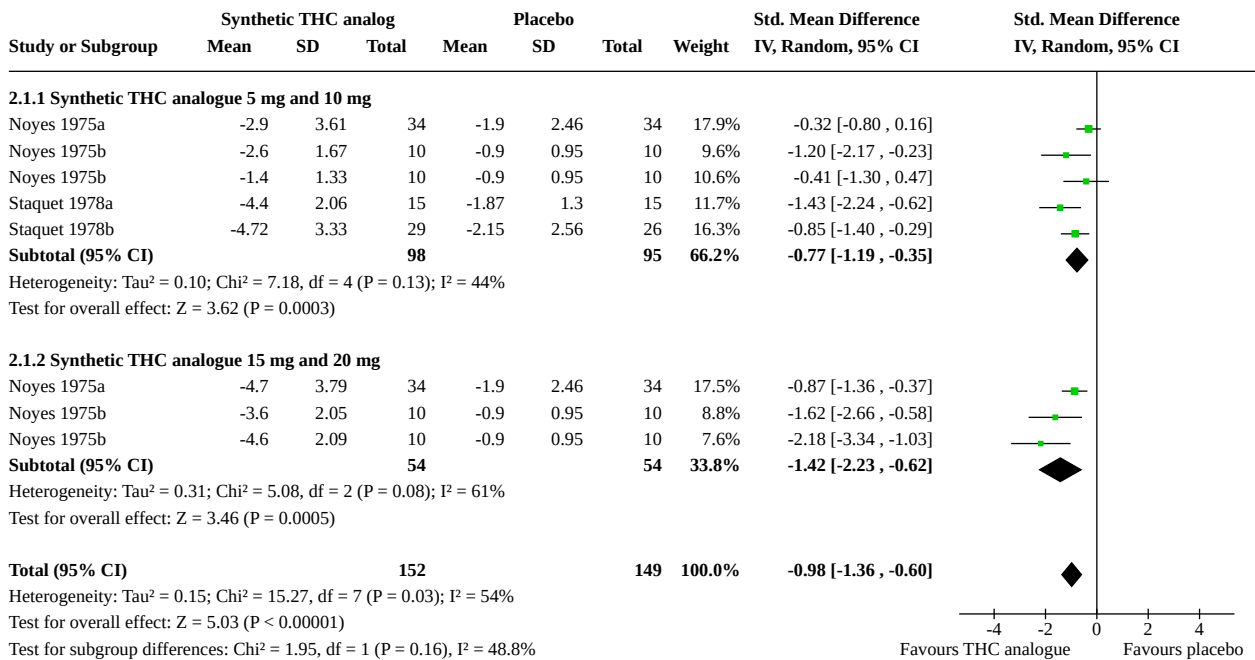 Synthetic THC analog Placebo Std. Mean Difference Std. Mean Difference
Study or Subgroup Mean SD Total Mean SD Total Weight IV, Random, 95% CI IV, Random, 95% CI
2.1.1 Synthetic THC analogue 5 mg and 10 mg
Noyes 1975a -2.9 3.61 34 -1.9 2.46 34 17.9% -0.32 [-0.80 , 0.16]
Noyes 1975b -2.6 1.67 10 -0.9 0.95 10 9.6% -1.20 [-2.17 , -0.23]
Noyes 1975b -1.4 1.33 10 -0.9 0.95 10 10.6% -0.41 [-1.30 , 0.47]
Staquet 1978a -4.4 2.06 15 -1.87 1.3 15 11.7% -1.43 [-2.24 , -0.62]
Staquet 1978b -4.72 3.33 29 -2.15 2.56 26 16.3% -0.85 [-1.40 , -0.29]
Subtotal (95% CI) 98 95 66.2% -0.77 [-1.19 , -0.35]
Heterogeneity: Tau² = 0.10; Chi² = 7.18, df = 4 (P = 0.13); I² = 44%
Test for overall effect: Z = 3.62 (P = 0.0003)
2.1.2 Synthetic THC analogue 15 mg and 20 mg
Noyes 1975a -4.7 3.79 34 -1.9 2.46 34 17.5% -0.87 [-1.36 , -0.37]
Noyes 1975b -3.6 2.05 10 -0.9 0.95 10 8.8% -1.62 [-2.66 , -0.58]
Noyes 1975b -4.6 2.09 10 -0.9 0.95 10 7.6% -2.18 [-3.34 , -1.03]
Subtotal (95% CI) 54 54 33.8% -1.42 [-2.23 , -0.62]
Heterogeneity: Tau² = 0.31; Chi² = 5.08, df = 2 (P = 0.08); I² = 61%
Test for overall effect: Z = 3.46 (P = 0.0005)
Total (95% CI) 152 149 100.0% -0.98 [-1.36 , -0.60]
Heterogeneity: Tau² = 0.15; Chi² = 15.27, df = 7 (P = 0.03); I² = 54%
Test for overall effect: Z = 5.03 (P < 0.00001)
Test for subgroup differences: Chi² = 1.95, df = 1 (P = 0.16), I² = 48.8%
-4 -2 0 2 4
Favours THC analogue Favours placebo